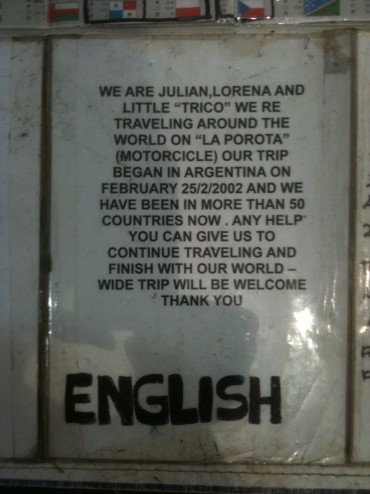 WE ARE JULIAN,LORENA AND
LITTLE “TRICO” WE RE
TRAVELING AROUND THE
WORLD ON “LA POROTA”
(MOTORCICLE) OUR TRIP
BEGAN IN ARGENTINA ON
FEBRUARY 25/2/2002 AND WE
HAVE BEEN IN MORE THAN 50
COUNTRIES NOW . ANY HELP
YOU CAN GIVE US TO
CONTINUE TRAVELING AND
FINISH WITH OUR WORLD –
WIDE TRIP WILL BE WELCOME
THANK YOU
ENGLISH